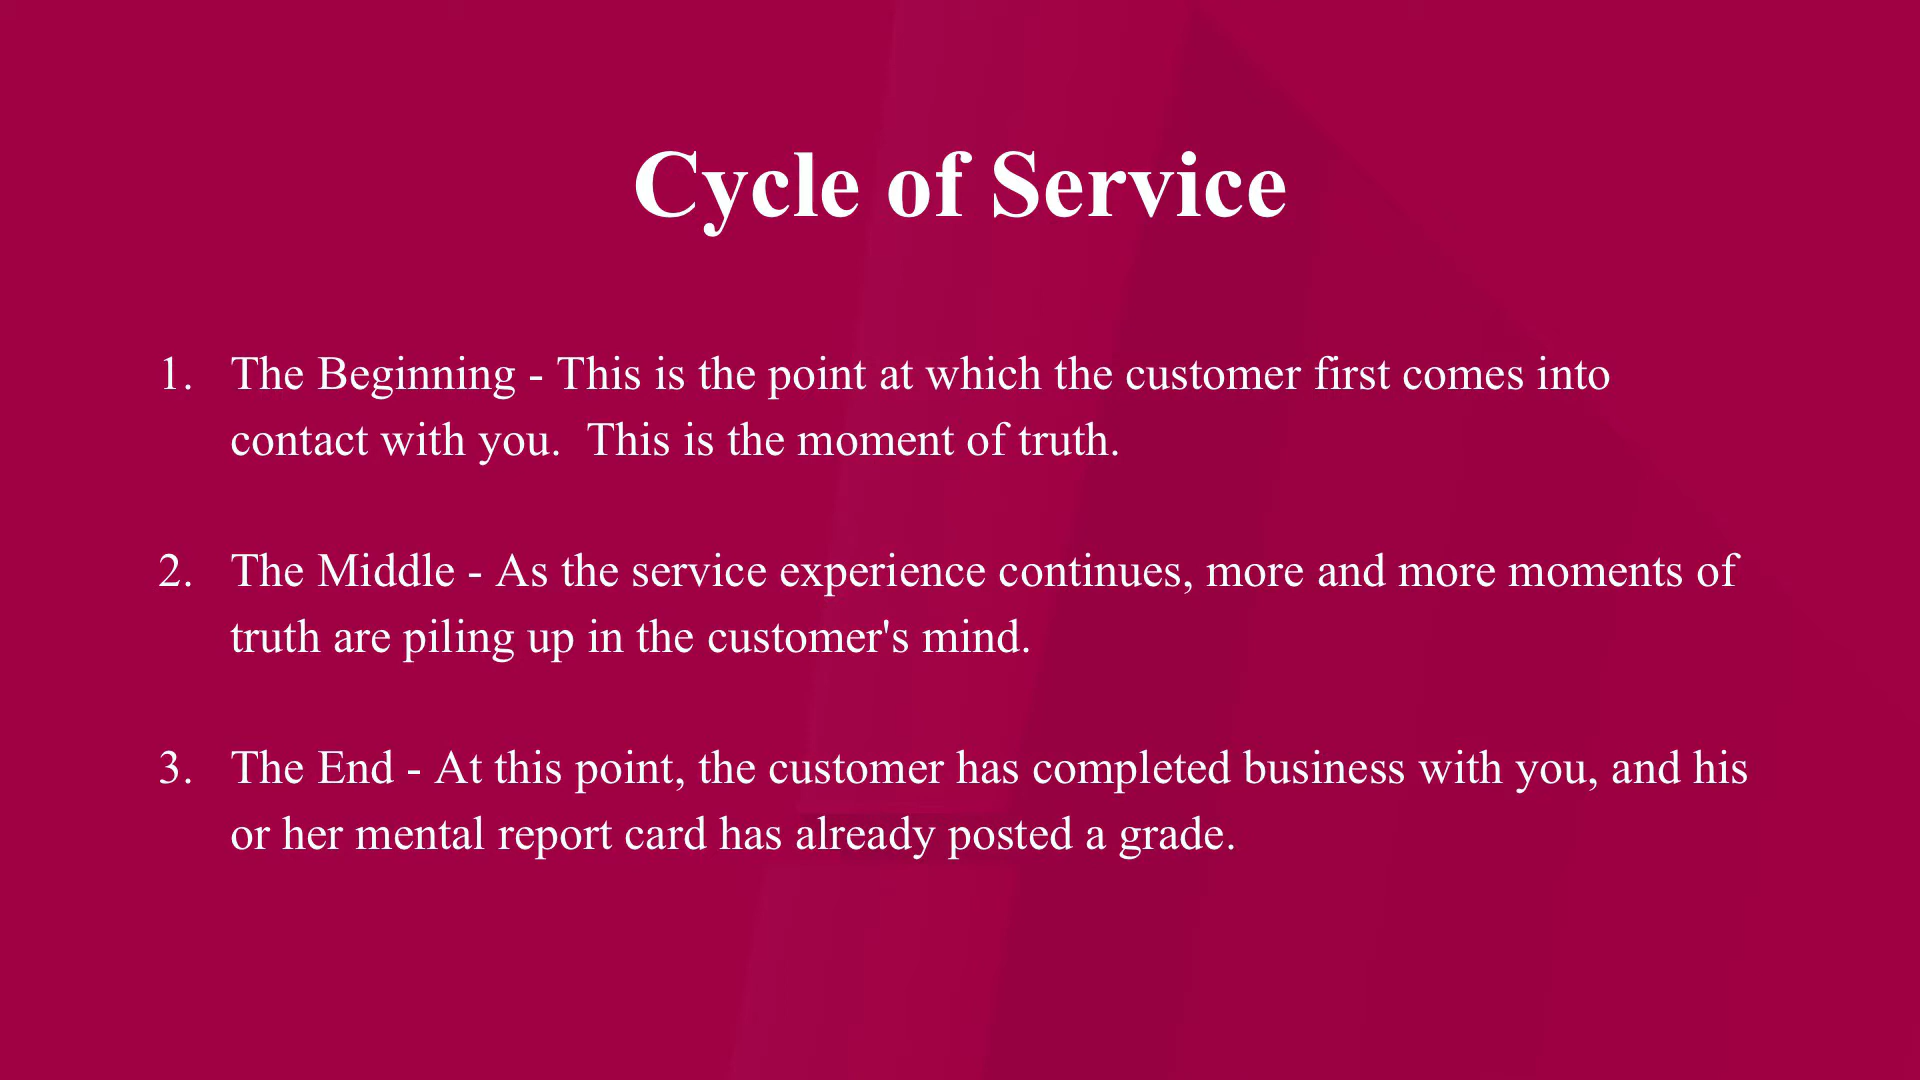 Cycle of Service
1. The Beginning - This is the point at which the customer first comes into
contact with you.  This is the moment of truth.
2. The Middle - As the service experience continues, more and more moments of
truth are piling up in the customer's mind.
3. The End - At this point, the customer has completed business with you, and his
or her mental report card has already posted a grade.